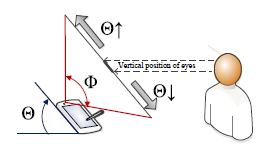 Θ↑
Vertical position of eyes
Φ
Θ↓
Θ